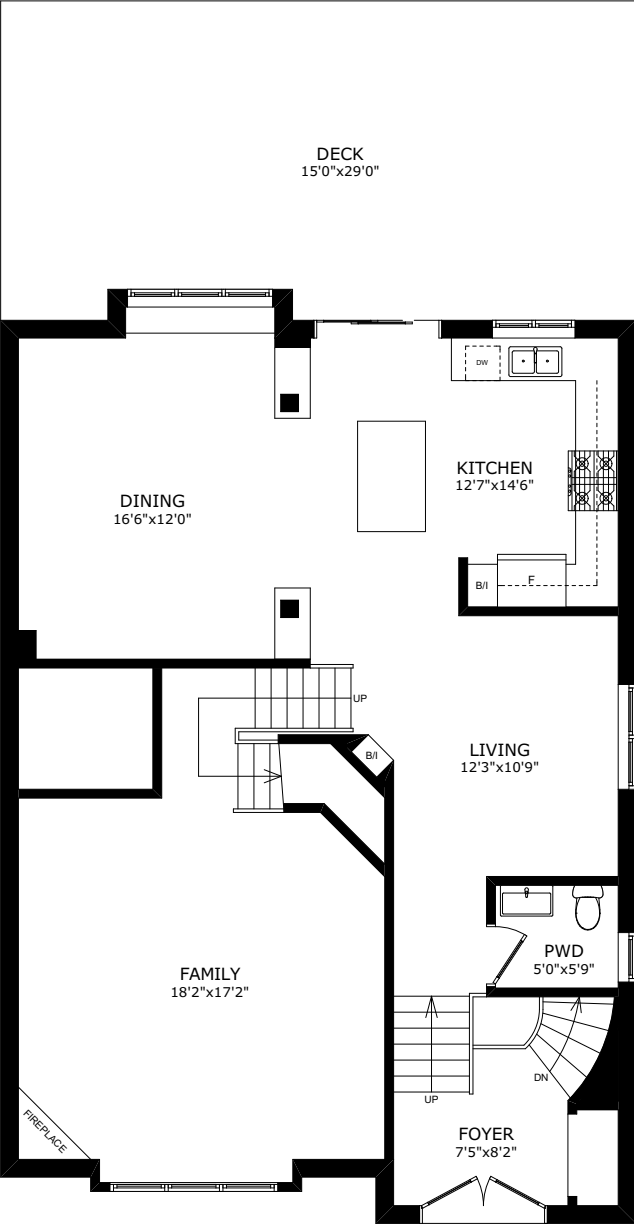 DECK
15'0"x29'0"
DW
KITCHEN
12'7"x14'6"
DINING
16'6"x12'0"
B/I
F
UP
B/I
LIVING
12'3"x10'9"
PWD
5'0"x5'9"
FAMILY
18'2"x17'2"
DN
UP
FIREPLACE
FOYER
7'5"x8'2"